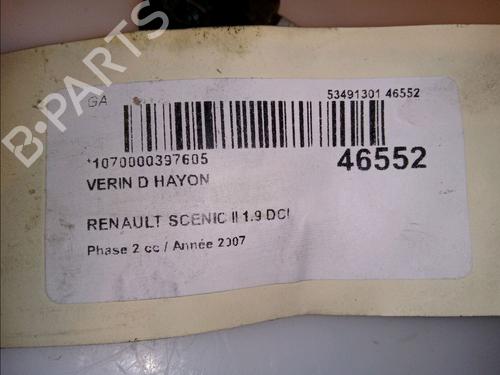 B-PARTS
GA
53491301 46552
*1070000397605
46552
VERIN D HAYON
RENAULT SCENIC II 1.9 DCI
Phase 2 cc / Année 2007